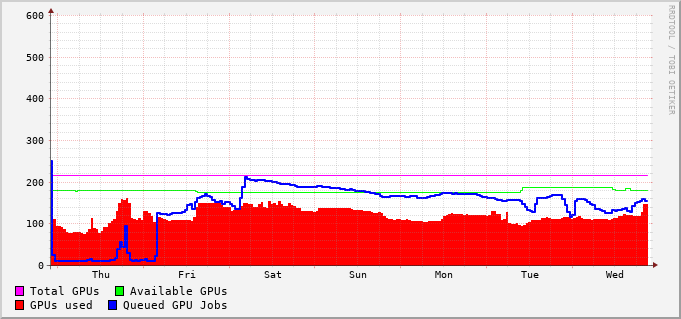 600
500
400
300
200
100
0
Thu Fri Sat Sun Mon Tue Wed
Total GPUs Available GPUs
GPUs used Queued GPU Jobs
RRDTOOL / TOBI OETIKER